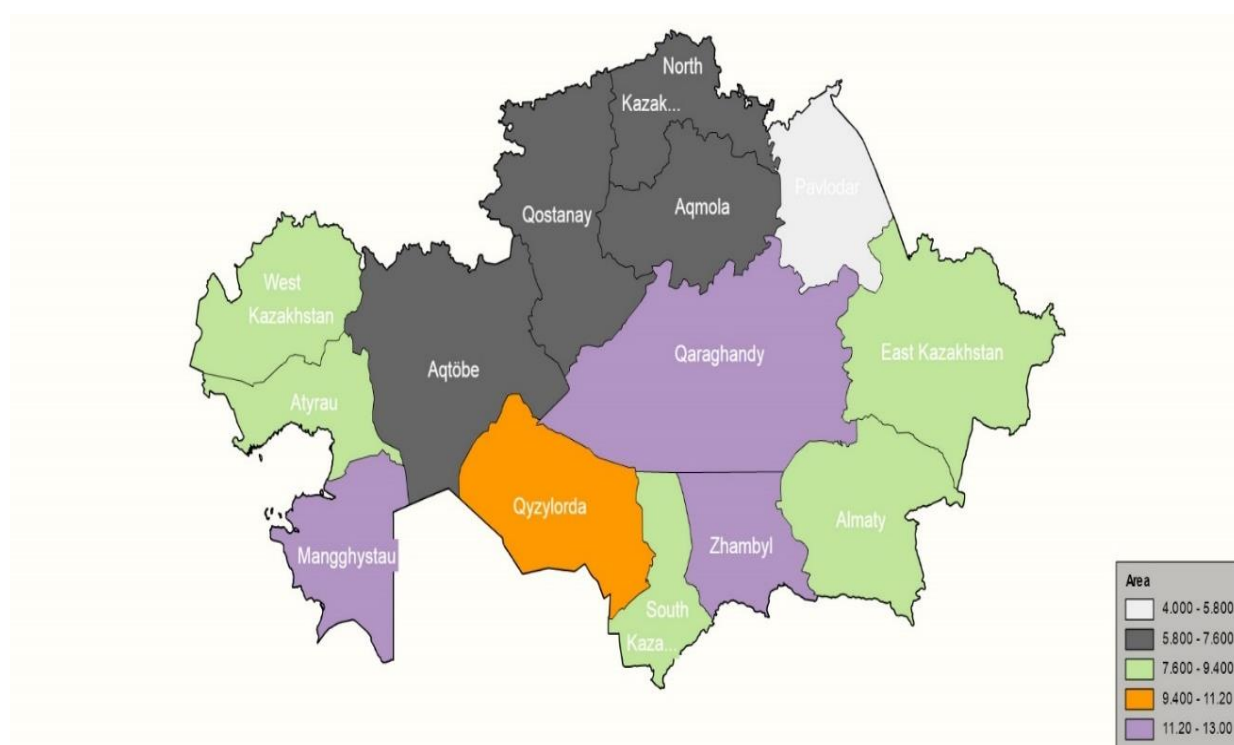 North
Kazak...
Pavlodar
Qostanay
Aqmola
West
Kazakhstan
Qaraghandy
East Kazakhstan
Aqtöbe
Atyrau
Qyzylorda
Almaty
Zhambyl
Mangghystau
South
Kaza...
Area
4.000 - 5.800
5.800 - 7.600
7.600 - 9.400
9.400 - 11.20
11.20 - 13.00